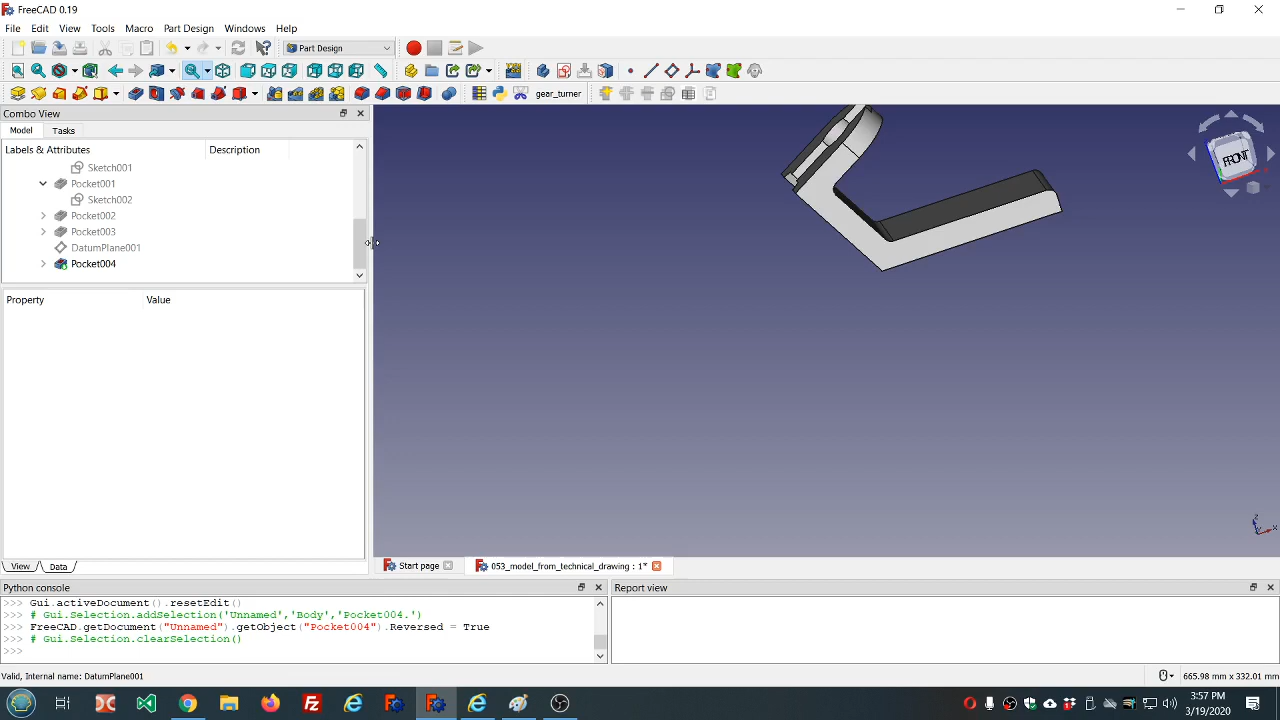 FreeCAD 0.19
File Edit View Tools Macro Part Design Windows Help
Part Design
gear_turner
Combo View
Model Tasks
Labels & Attributes Description
Sketch001
Pocket001
Sketch002
Pocket002
Pocket003
DatumPlane001
Pocket004
Property Value
FRONT
View Data
Start page 053_model_from_technical_drawing : 1*
Python console
Report view
>>> Gui.activeDocument().resetEdit()
>>> # Gui.Selection.addSelection('Unnamed','Body','Pocket004.')
>>> FreeCAD.getDocument("Unnamed").getObject("Pocket004").Reversed = True
>>> # Gui.Selection.clearSelection()
>>>
Valid, Internal name: DatumPlane001
665.98 mm x 332.01 mm
3:57 PM
3/19/2020